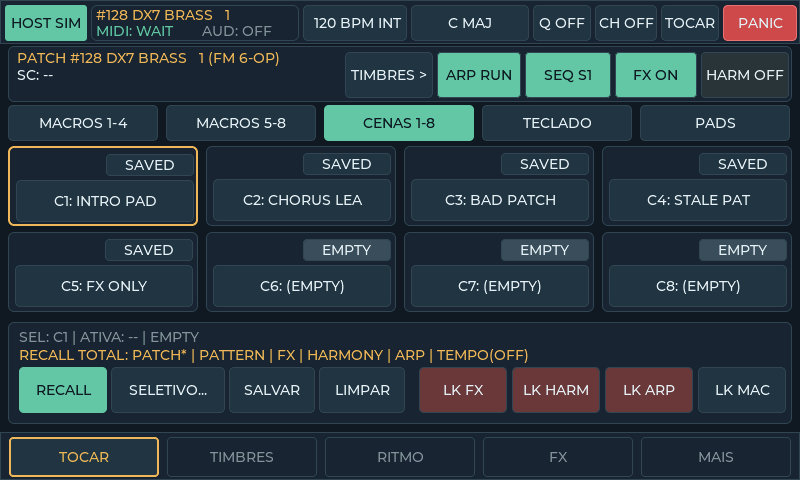 HOST SIM
#128 DX7 BRASS   1
MIDI: WAIT   AUD: OFF
120 BPM INT
C MAJ
Q OFF
CH OFF
TOCAR
PANIC
PATCH #128 DX7 BRASS   1 (FM 6-OP)
SC: --
TIMBRES >
ARP RUN
SEQ S1
FX ON
HARM OFF
MACROS 1-4
MACROS 5-8
CENAS 1-8
TECLADO
PADS
SAVED
C1: INTRO PAD
SAVED
C2: CHORUS LEA
SAVED
C3: BAD PATCH
SAVED
C4: STALE PAT
SAVED
C5: FX ONLY
EMPTY
C6: (EMPTY)
EMPTY
C7: (EMPTY)
EMPTY
C8: (EMPTY)
SEL: C1 | ATIVA: -- | EMPTY
RECALL TOTAL: PATCH* | PATTERN | FX | HARMONY | ARP | TEMPO(OFF)
RECALL
SELETIVO...
SALVAR
LIMPAR
LK FX
LK HARM
LK ARP
LK MAC
TOCAR
TIMBRES
RITMO
FX
MAIS